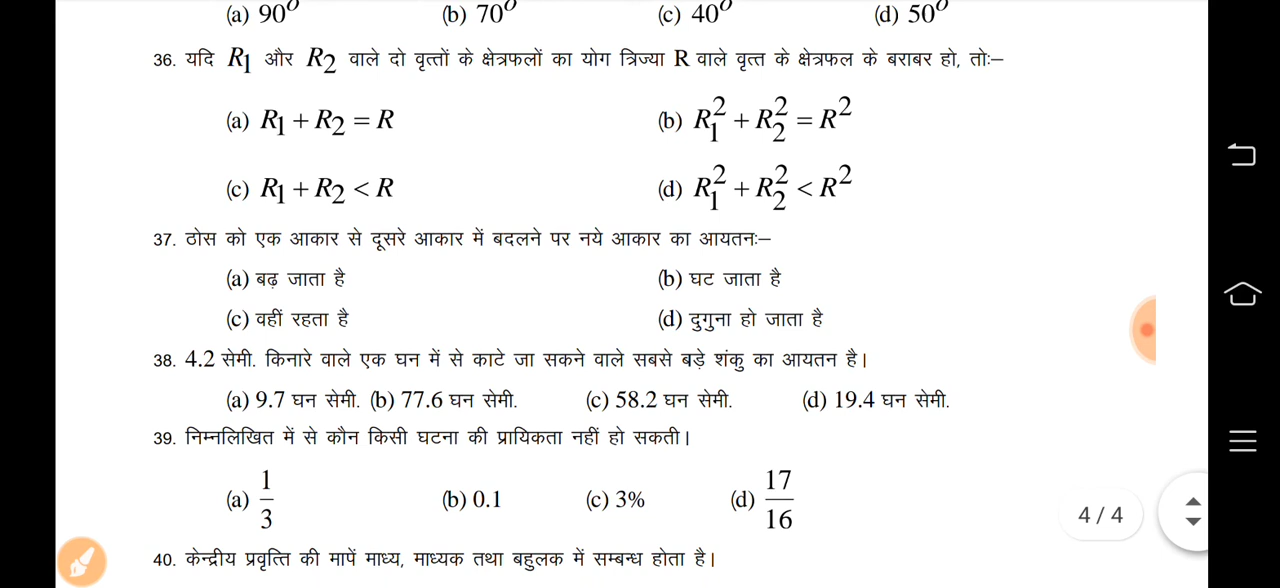 (a) 90⁰ (b) 70⁰ (c) 40⁰ (d) 50⁰
36. यदि R₁ और R₂ वाले दो वृत्तों के क्षेत्रफलों का योग त्रिज्या R वाले वृत्त के क्षेत्रफल के बराबर हो, तोः–
(a) R₁ + R₂ = R (b) R₁² + R₂² = R²
(c) R₁ + R₂ < R (d) R₁² + R₂² < R²
37. ठोस को एक आकार से दूसरे आकार में बदलने पर नये आकार का आयतनः–
(a) बढ़ जाता है (b) घट जाता है
(c) वहीं रहता है (d) दुगुना हो जाता है
38. 4.2 सेमी. किनारे वाले एक घन में से काटे जा सकने वाले सबसे बड़े शंकु का आयतन है।
(a) 9.7 घन सेमी. (b) 77.6 घन सेमी. (c) 58.2 घन सेमी. (d) 19.4 घन सेमी.
39. निम्नलिखित में से कौन किसी घटना की प्रायिकता नहीं हो सकती।
(a) 1/3 (b) 0.1 (c) 3% (d) 17/16
4 / 4
40. केन्द्रीय प्रवृत्ति की मापें माध्य, माध्यक तथा बहुलक में सम्बन्ध होता है।